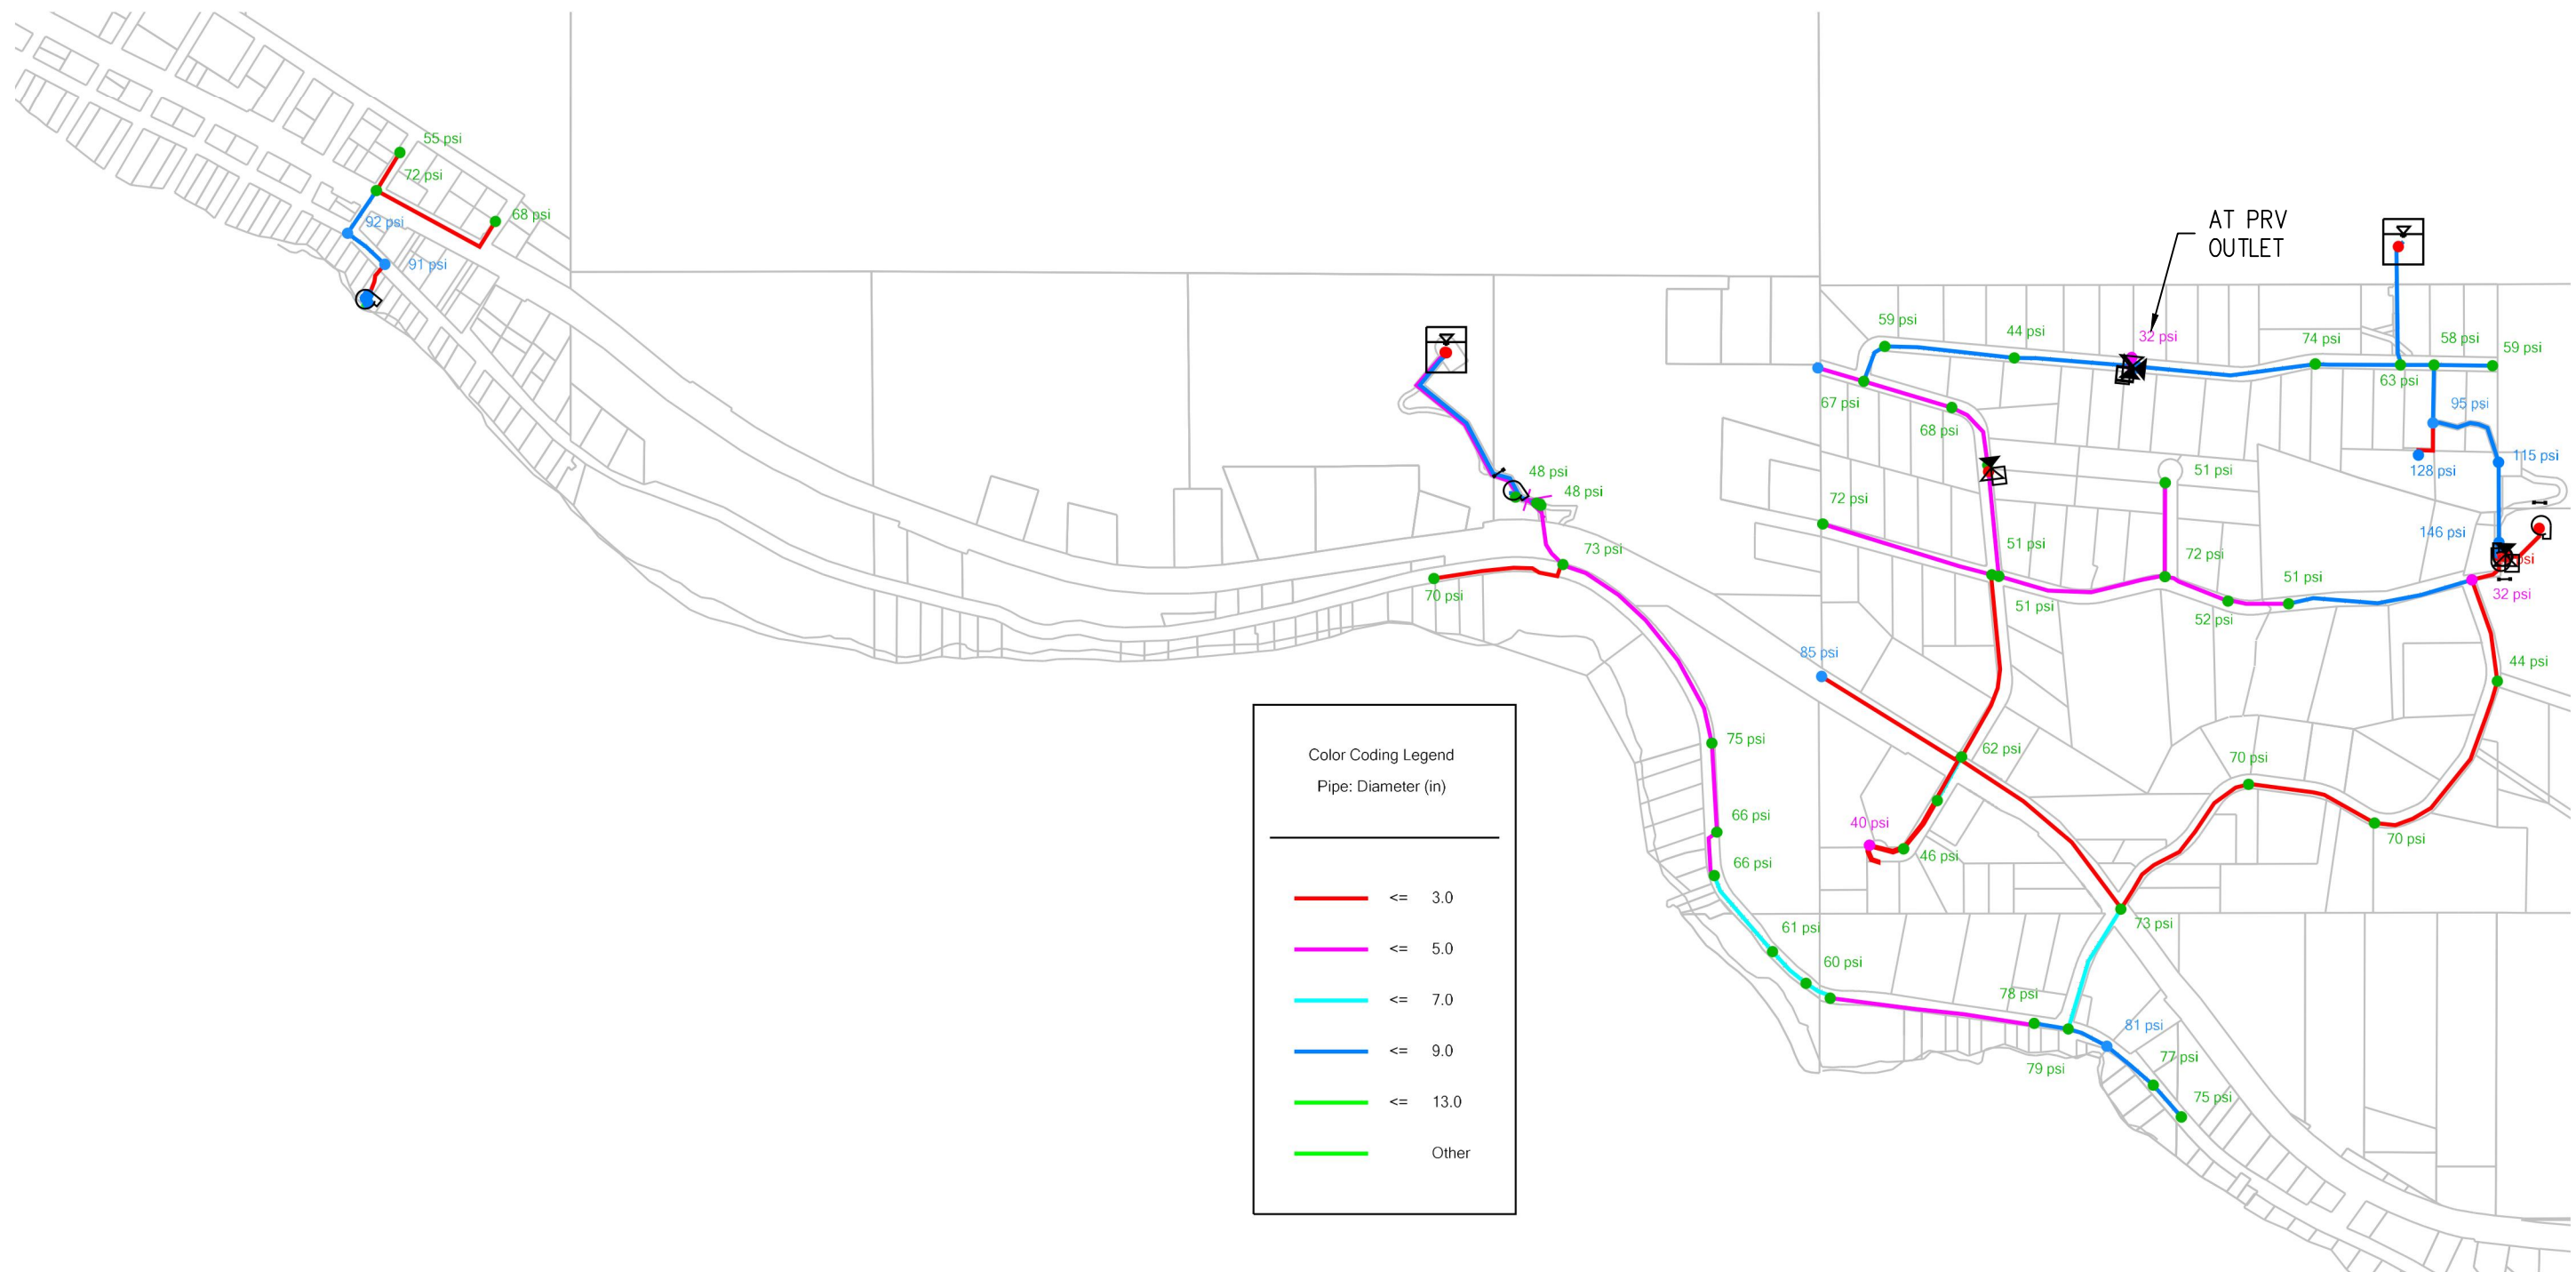 55 psi
72 psi
68 psi
92 psi
91 psi
AT PRV
OUTLET
59 psi
44 psi
32 psi
74 psi
58 psi
59 psi
63 psi
67 psi
95 psi
68 psi
115 psi
128 psi
51 psi
48 psi
48 psi
72 psi
146 psi
51 psi
72 psi
73 psi
psi
51 psi
70 psi
32 psi
51 psi
52 psi
85 psi
44 psi
75 psi
62 psi
70 psi
66 psi
40 psi
70 psi
46 psi
66 psi
61 psi
73 psi
60 psi
78 psi
81 psi
77 psi
79 psi
75 psi
Color Coding Legend
Pipe: Diameter (in)
<= 3.0
<= 5.0
<= 7.0
<= 9.0
<= 13.0
Other